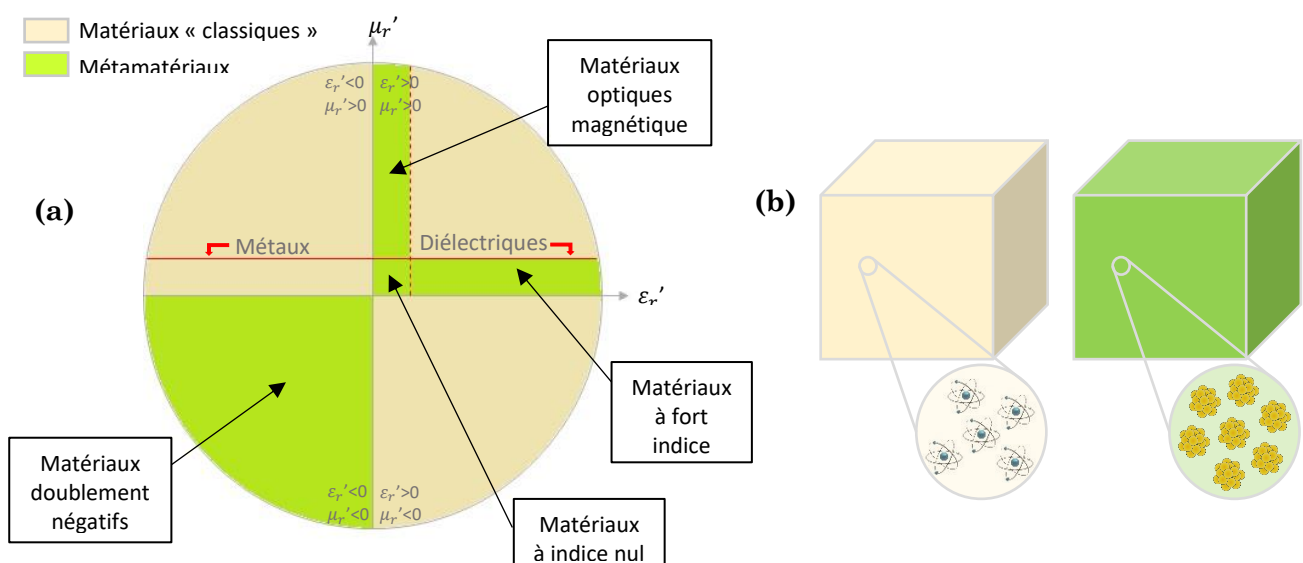 Matériaux « classiques »
Métamatériaux
μᵣ'
εᵣ'<0 εᵣ'>0
μᵣ'>0 μᵣ'>0
Matériaux
optiques
magnétique
(a)
(b)
Métaux
Diélectriques
εᵣ'
Matériaux
à fort
indice
Matériaux
doublement
négatifs
εᵣ'<0 εᵣ'>0
μᵣ'<0 μᵣ'<0
Matériaux
à indice nul